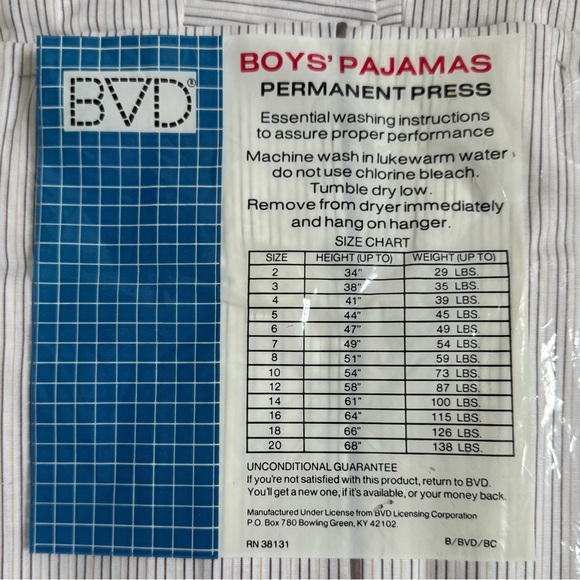 BVD®
BOYS' PAJAMAS
PERMANENT PRESS
Essential washing instructions
to assure proper performance
Machine wash in lukewarm water
do not use chlorine bleach.
Tumble dry low.
Remove from dryer immediately
and hang on hanger.
SIZE CHART
SIZE HEIGHT (UP TO) WEIGHT (UP TO)
2 34" 29 LBS.
3 38" 35 LBS.
4 41" 39 LBS.
5 44" 45 LBS.
6 47" 49 LBS.
7 49" 54 LBS.
8 51" 59 LBS.
10 54" 73 LBS.
12 58" 87 LBS.
14 61" 100 LBS.
16 64" 115 LBS.
18 66" 126 LBS.
20 68" 138 LBS.
UNCONDITIONAL GUARANTEE
If you're not satisfied with this product, return to BVD.
You'll get a new one, if it's available, or your money back.
Manufactured Under License from BVD Licensing Corporation
P.O. Box 780 Bowling Green, KY 42102
RN 38131 B/BVD/BC